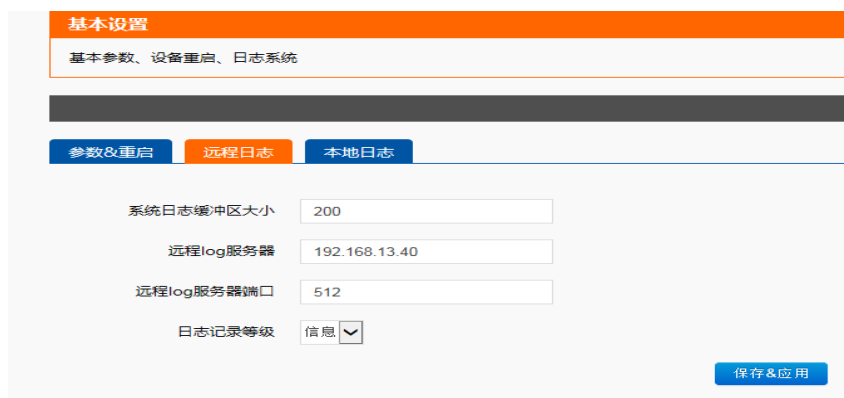 基本设置
基本参数、设备重启、日志系统
参数&重启 远程日志 本地日志
系统日志缓冲区大小 200
远程log服务器 192.168.13.40
远程log服务器端口 512
日志记录等级 信息
保存&应用